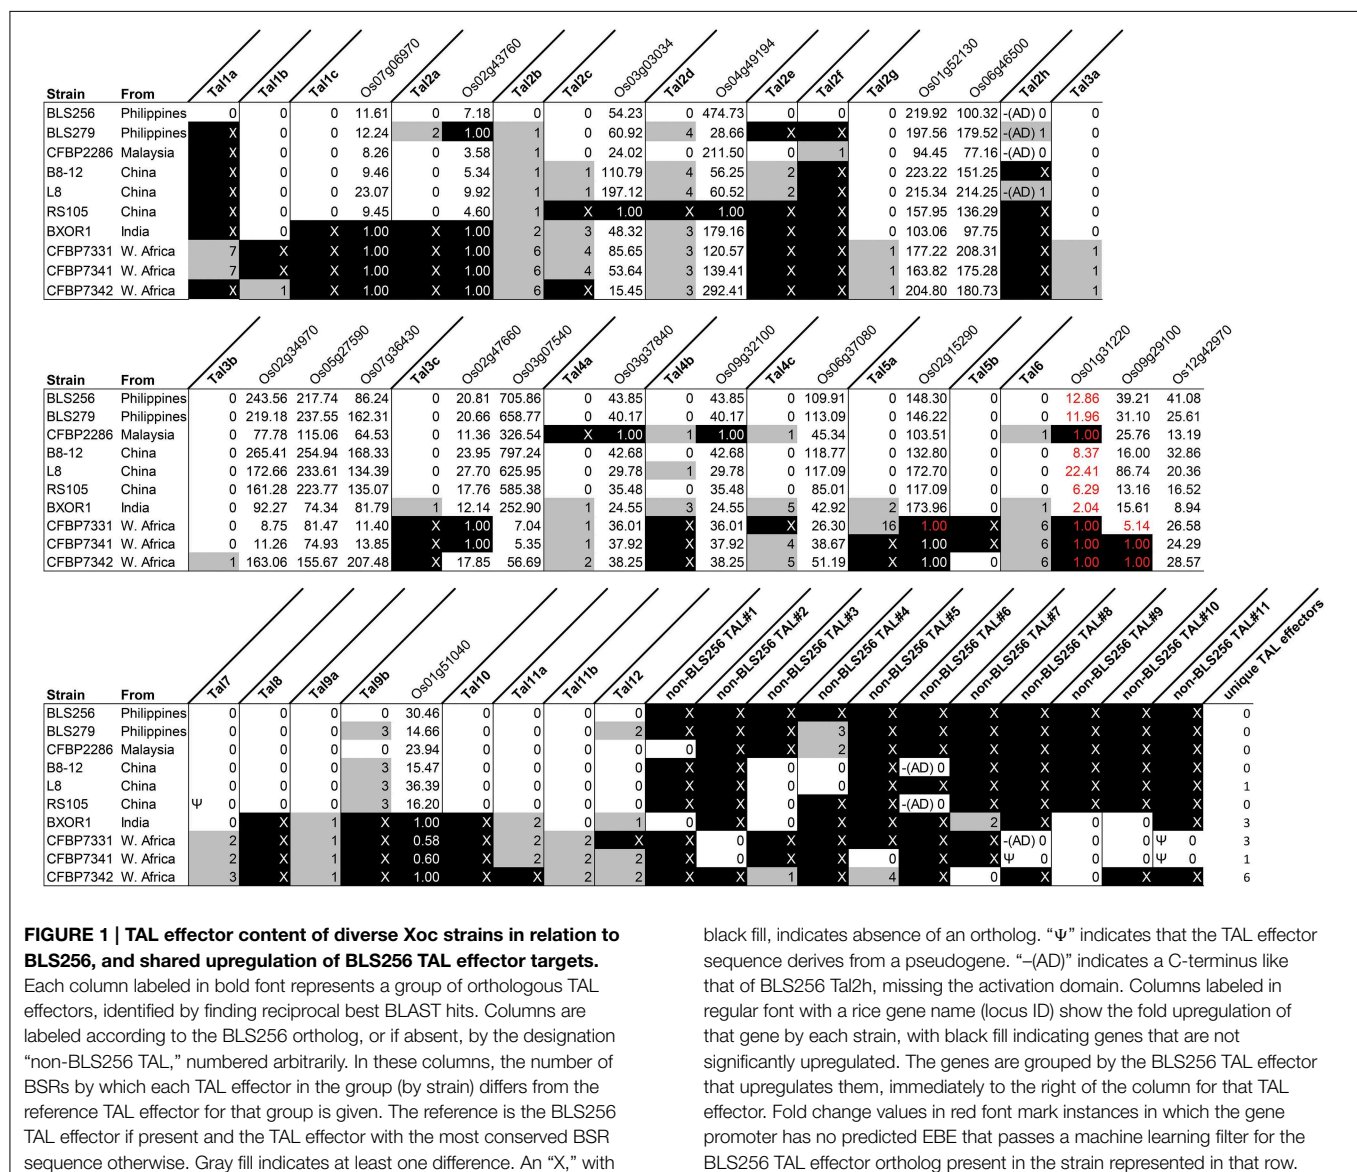 Tal1a Tal1b Tal1c Os07g06970 Tal2a Os02g43760 Tal2b Tal2c Os03g03034 Tal2d Os04g49194 Tal2e Tal2f Tal2g Os01g52130 Os06g46500 Tal2h Tal3a
Strain From
BLS256 Philippines 0 0 0 11.61 0 7.18 0 0 54.23 0 474.73 0 0 0 219.92 100.32 -(AD) 0 0
BLS279 Philippines X 0 0 12.24 2 1.00 1 0 60.92 4 28.66 X X 0 197.56 179.52 -(AD) 1 0
CFBP2286 Malaysia X 0 0 8.26 0 3.58 1 0 24.02 0 211.50 0 1 0 94.45 77.16 -(AD) 0 0
B8-12 China X 0 0 9.46 0 5.34 1 1 110.79 4 56.25 2 X 0 223.22 151.25 X 0
L8 China X 0 0 23.07 0 9.92 1 1 197.12 4 60.52 2 X 0 215.34 214.25 -(AD) 1 0
RS105 China X 0 0 9.45 0 4.60 1 X 1.00 X 1.00 X X 0 157.95 136.29 X 0
BXOR1 India X 0 X 1.00 X 1.00 2 3 48.32 3 179.16 X X 0 103.06 97.75 X 0
CFBP7331 W. Africa 7 X X 1.00 X 1.00 6 4 85.65 3 120.57 X X 1 177.22 208.31 X 1
CFBP7341 W. Africa 7 X X 1.00 X 1.00 6 4 53.64 3 139.41 X X 1 163.82 175.28 X 1
CFBP7342 W. Africa X 1 X 1.00 X 1.00 6 X 15.45 3 292.41 X X 1 204.80 180.73 X 1
Tal3b Os02g34970 Os05g27590 Os07g36430 Tal3c Os02g47660 Os03g07540 Tal4a Os03g37840 Tal4b Os09g32100 Tal4c Os06g37080 Tal5a Os02g15290 Tal5b Tal6 Os01g31220 Os09g29100 Os12g42970
Strain From
BLS256 Philippines 0 243.56 217.74 86.24 0 20.81 705.86 0 43.85 0 43.85 0 109.91 0 148.30 0 0 12.86 39.21 41.08
BLS279 Philippines 0 219.18 237.55 162.31 0 20.66 658.77 0 40.17 0 40.17 0 113.09 0 146.22 0 0 11.96 31.10 25.61
CFBP2286 Malaysia 0 77.78 115.06 64.53 0 11.36 326.54 X 1.00 1 1.00 1 45.34 0 103.51 0 1 1.00 25.76 13.19
B8-12 China 0 265.41 254.94 168.33 0 23.95 797.24 0 42.68 0 42.68 0 118.77 0 132.80 0 0 8.37 16.00 32.86
L8 China 0 172.66 233.61 134.39 0 27.70 625.95 0 29.78 1 29.78 0 117.09 0 172.70 0 0 22.41 86.74 20.36
RS105 China 0 161.28 223.77 135.07 0 17.76 585.38 0 35.48 0 35.48 0 85.01 0 117.09 0 0 6.29 13.16 16.52
BXOR1 India 0 92.27 74.34 81.79 1 12.14 252.90 1 24.55 3 24.55 5 42.92 2 173.96 0 1 2.04 15.61 8.94
CFBP7331 W. Africa 0 8.75 81.47 11.40 X 1.00 7.04 1 36.01 X 36.01 X 26.30 16 1.00 X 6 1.00 5.14 26.58
CFBP7341 W. Africa 0 11.26 74.93 13.85 X 1.00 5.35 1 37.92 X 37.92 4 38.67 X 1.00 X 6 1.00 1.00 24.29
CFBP7342 W. Africa 1 163.06 155.67 207.48 X 17.85 56.69 2 38.25 X 38.25 5 51.19 X 1.00 0 6 1.00 1.00 28.57
Tal7 Tal8 Tal9a Tal9b Os01g51040 Tal10 Tal11a Tal11b Tal12 non-BLS256 TAL#1 non-BLS256 TAL#2 non-BLS256 TAL#3 non-BLS256 TAL#4 non-BLS256 TAL#5 non-BLS256 TAL#6 non-BLS256 TAL#7 non-BLS256 TAL#8 non-BLS256 TAL#9 non-BLS256 TAL#10 non-BLS256 TAL#11 unique TAL effectors
Strain From
BLS256 Philippines 0 0 0 0 30.46 0 0 0 0 X X X X X X X X X X X 0
BLS279 Philippines 0 0 0 3 14.66 0 0 0 2 X X X 3 X X X X X X X 0
CFBP2286 Malaysia 0 0 0 0 23.94 0 0 0 0 0 X X 2 X X X X X X X 0
B8-12 China 0 0 0 3 15.47 0 0 0 0 X X 0 0 X -(AD) 0 X X X X X 0
L8 China 0 0 0 3 36.39 0 0 0 0 X X 0 0 X X X X X X X 1
RS105 China Ψ 0 0 0 3 16.20 0 0 0 0 X X 0 X X -(AD) 0 X X X X X 0
BXOR1 India 0 X 1 X 1.00 X 2 0 1 0 X X X X X 2 X 0 0 X 3
CFBP7331 W. Africa 2 X 1 X 0.58 X 2 2 X X 0 X X X X X -(AD) 0 0 0 Ψ 0 3
CFBP7341 W. Africa 2 X 1 X 0.60 X 2 2 2 X 0 X X 0 X X Ψ 0 0 0 Ψ 0 1
CFBP7342 W. Africa 3 X 1 X 1.00 X X 2 2 X X 1 X 4 X 0 X 0 X X 6
FIGURE 1 | TAL effector content of diverse Xoc strains in relation to
BLS256, and shared upregulation of BLS256 TAL effector targets.
Each column labeled in bold font represents a group of orthologous TAL
effectors, identified by finding reciprocal best BLAST hits. Columns are
labeled according to the BLS256 ortholog, or if absent, by the designation
“non-BLS256 TAL,” numbered arbitrarily. In these columns, the number of
BSRs by which each TAL effector in the group (by strain) differs from the
reference TAL effector for that group is given. The reference is the BLS256
TAL effector if present and the TAL effector with the most conserved BSR
sequence otherwise. Gray fill indicates at least one difference. An “X,” with
black fill, indicates absence of an ortholog. “Ψ” indicates that the TAL effector
sequence derives from a pseudogene. “–(AD)” indicates a C-terminus like
that of BLS256 Tal2h, missing the activation domain. Columns labeled in
regular font with a rice gene name (locus ID) show the fold upregulation of
that gene by each strain, with black fill indicating genes that are not
significantly upregulated. The genes are grouped by the BLS256 TAL effector
that upregulates them, immediately to the right of the column for that TAL
effector. Fold change values in red font mark instances in which the gene
promoter has no predicted EBE that passes a machine learning filter for the
BLS256 TAL effector ortholog present in the strain represented in that row.